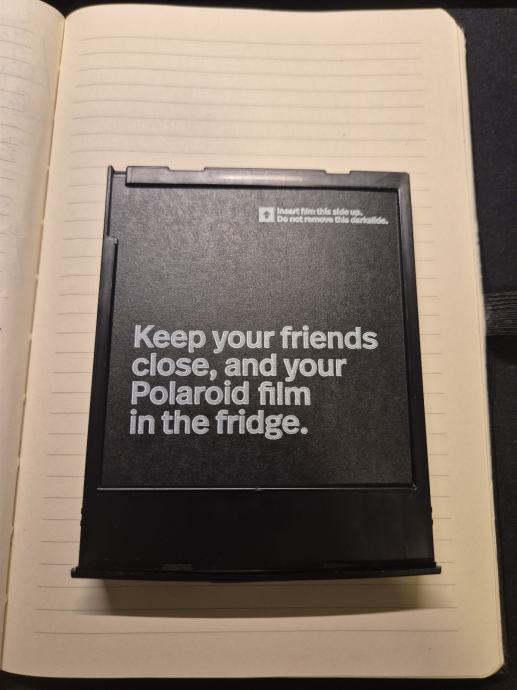 Insert film this side up.
Do not remove this darkslide.
Keep your friends
close, and your
Polaroid film
in the fridge.